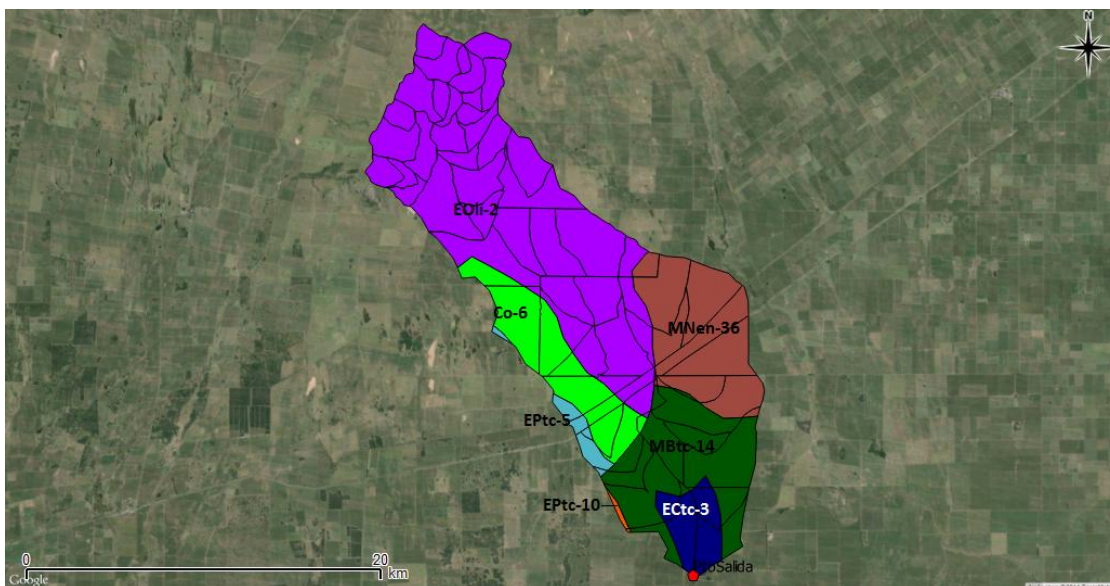 N
EOli-2
Co-6
MNen-36
EPtc-5
MBtc-14
EPtc-10
ECtc-3
Salida
0
20
km
Google